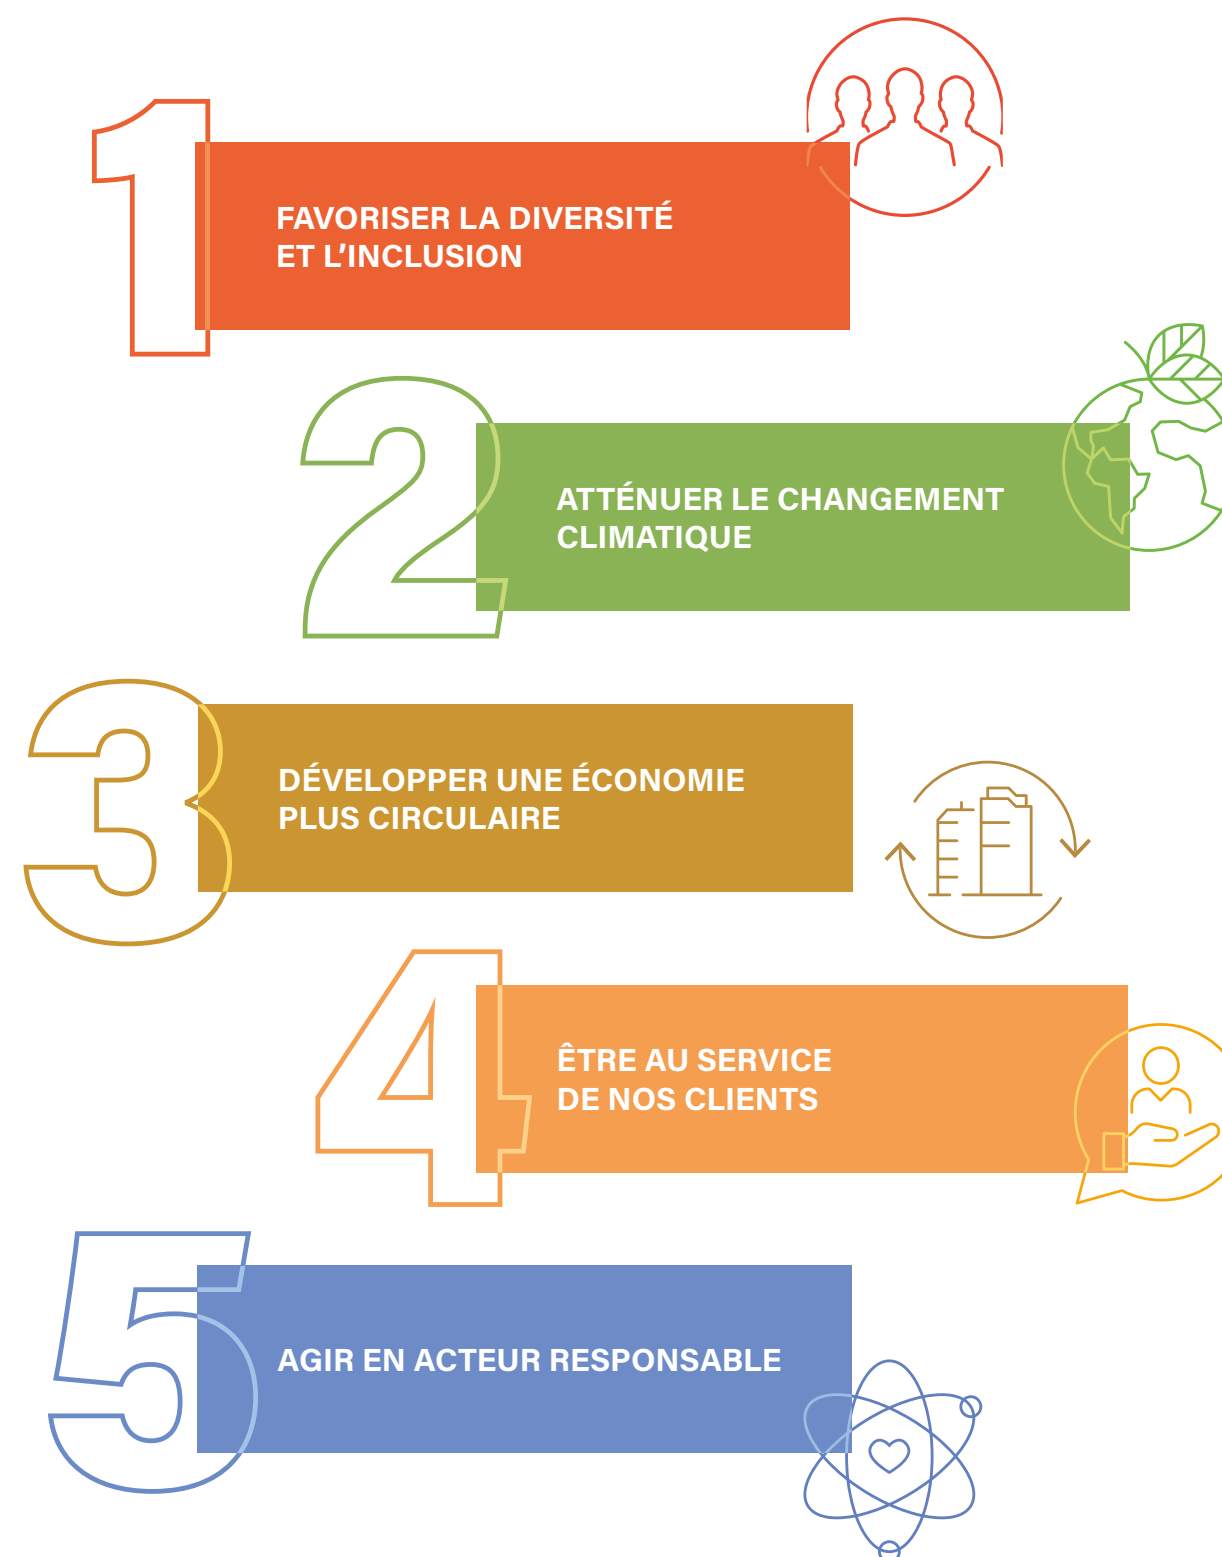 1
FAVORISER LA DIVERSITÉ
ET L’INCLUSION
2
ATTÉNUER LE CHANGEMENT
CLIMATIQUE
3
DÉVELOPPER UNE ÉCONOMIE
PLUS CIRCULAIRE
4
ÊTRE AU SERVICE
DE NOS CLIENTS
5
AGIR EN ACTEUR RESPONSABLE